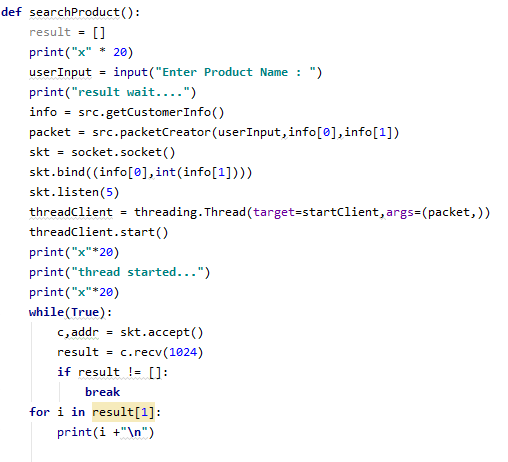 def searchProduct():
    result = []
    print("x" * 20)
    userInput = input("Enter Product Name : ")
    print("result wait....")
    info = src.getCustomerInfo()
    packet = src.packetCreator(userInput,info[0],info[1])
    skt = socket.socket()
    skt.bind((info[0],int(info[1])))
    skt.listen(5)
    threadClient = threading.Thread(target=startClient,args=(packet,))
    threadClient.start()
    print("x"*20)
    print("thread started...")
    print("x"*20)
    while(True):
        c,addr = skt.accept()
        result = c.recv(1024)
        if result != []:
            break
    for i in result[1]:
        print(i +"\n")